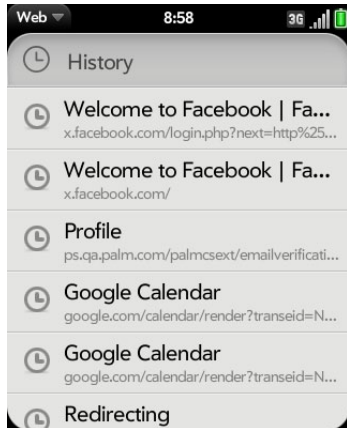 Web 8:58 3G
History
Welcome to Facebook | Fa...
x.facebook.com/login.php?next=http%25...
Welcome to Facebook | Fa...
x.facebook.com/
Profile
ps.qa.palm.com/palmcsext/emailverificati...
Google Calendar
google.com/calendar/render?transeid=N...
Google Calendar
google.com/calendar/render?transeid=N...
Redirecting